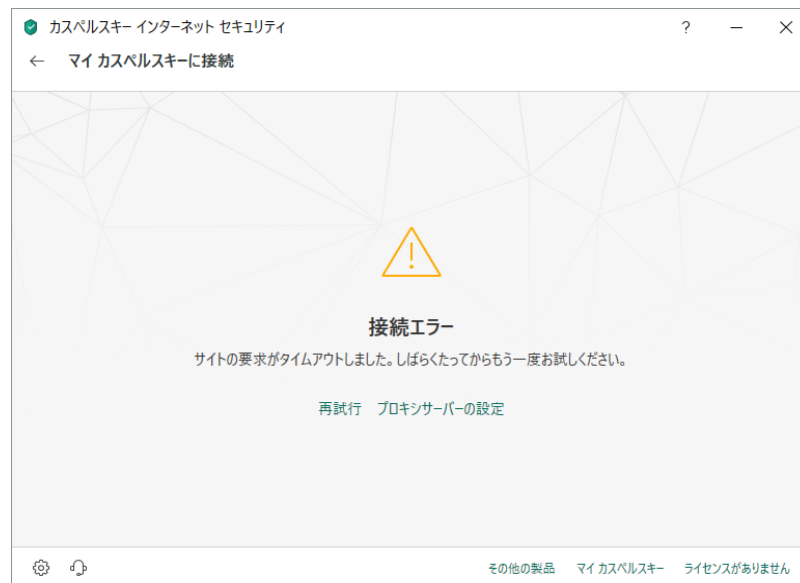 カスペルスキー インターネット セキュリティ
?
マイ カスペルスキーに接続
接続エラー
サイトの要求がタイムアウトしました。しばらくたってからもう一度お試しください。
再試行 プロキシサーバーの設定
その他の製品 マイ カスペルスキー ライセンスがありません